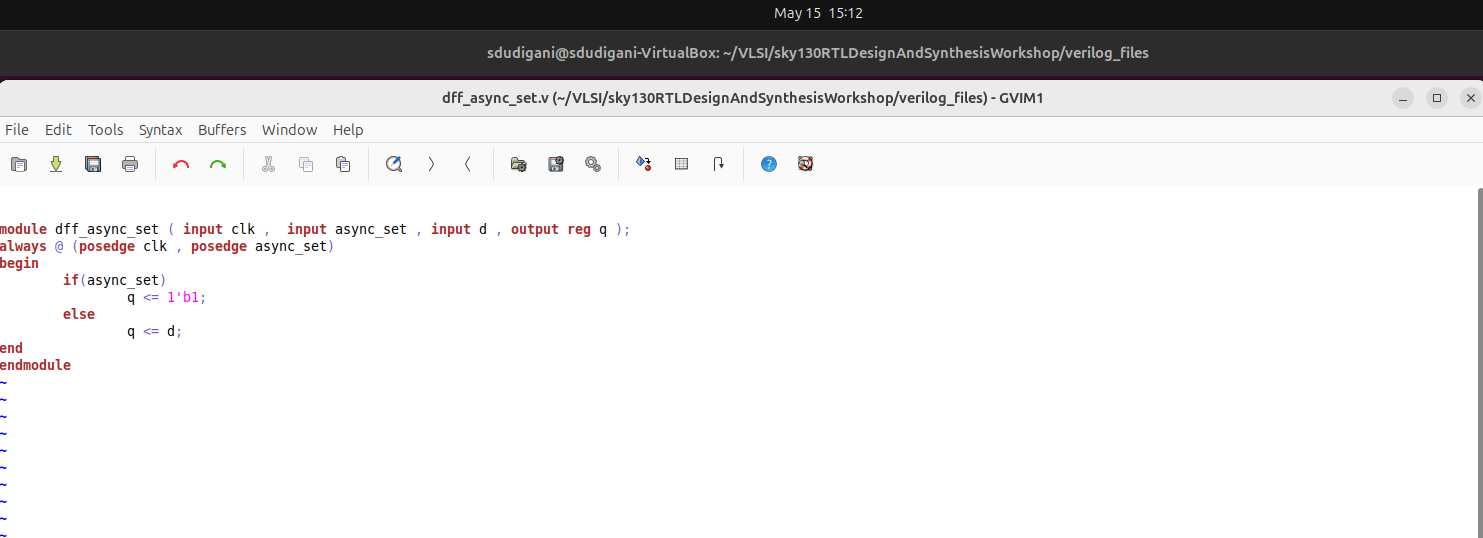 May 15 15:12
sdudigani@sdudigani-VirtualBox: ~/VLSI/sky130RTLDesignAndSynthesisWorkshop/verilog_files
dff_async_set.v (~/VLSI/sky130RTLDesignAndSynthesisWorkshop/verilog_files) - GVIM1
File Edit Tools Syntax Buffers Window Help
module dff_async_set ( input clk ,  input async_set , input d , output reg q );
always @ (posedge clk , posedge async_set)
begin
        if(async_set)
                q <= 1'b1;
        else
                q <= d;
end
endmodule
~
~
~
~
~
~
~
~
~
~